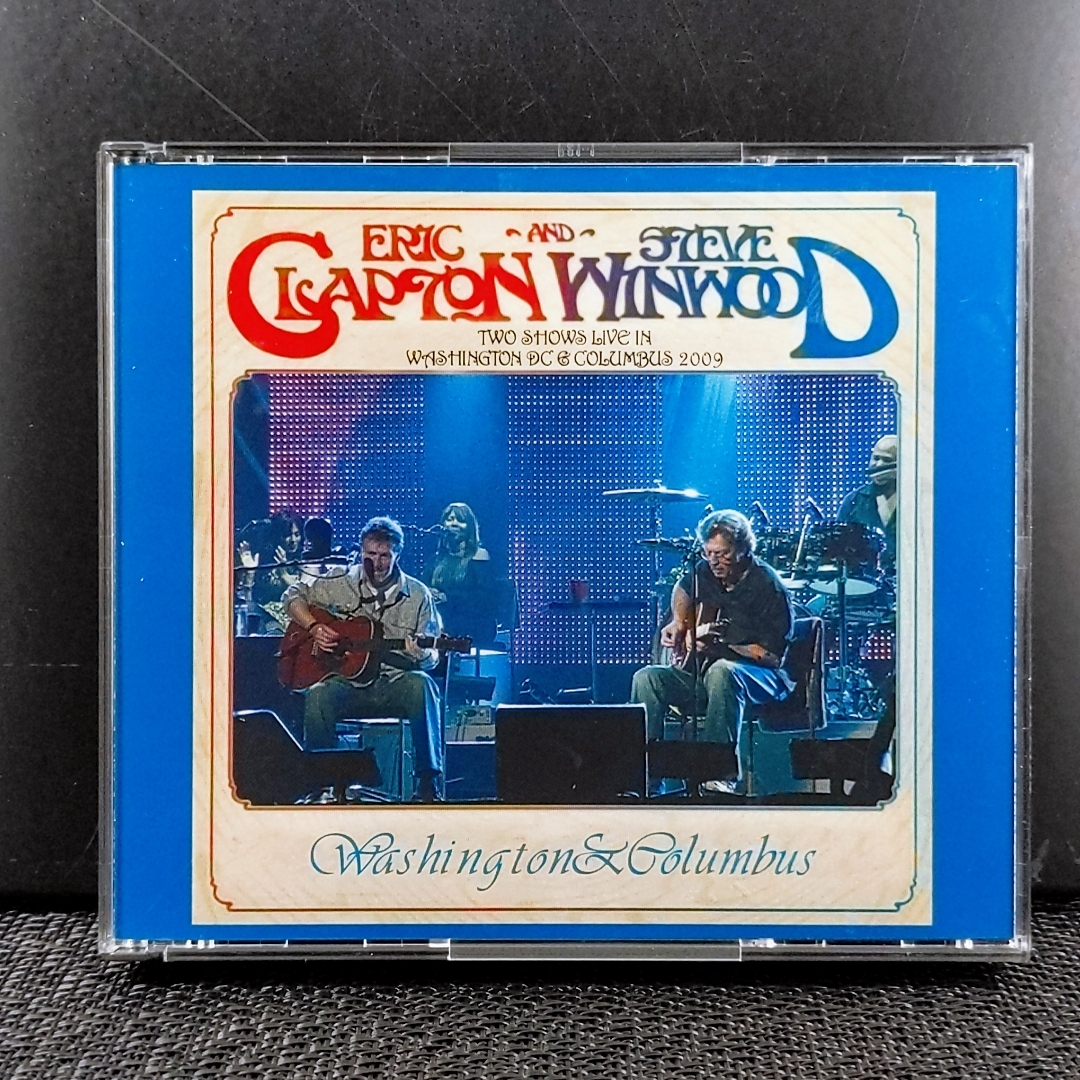 ERIC AND STEVE
CLAPTON WINWOOD
TWO SHOWS LIVE IN
WASHINGTON DC & COLUMBUS 2009
Washington&Columbus